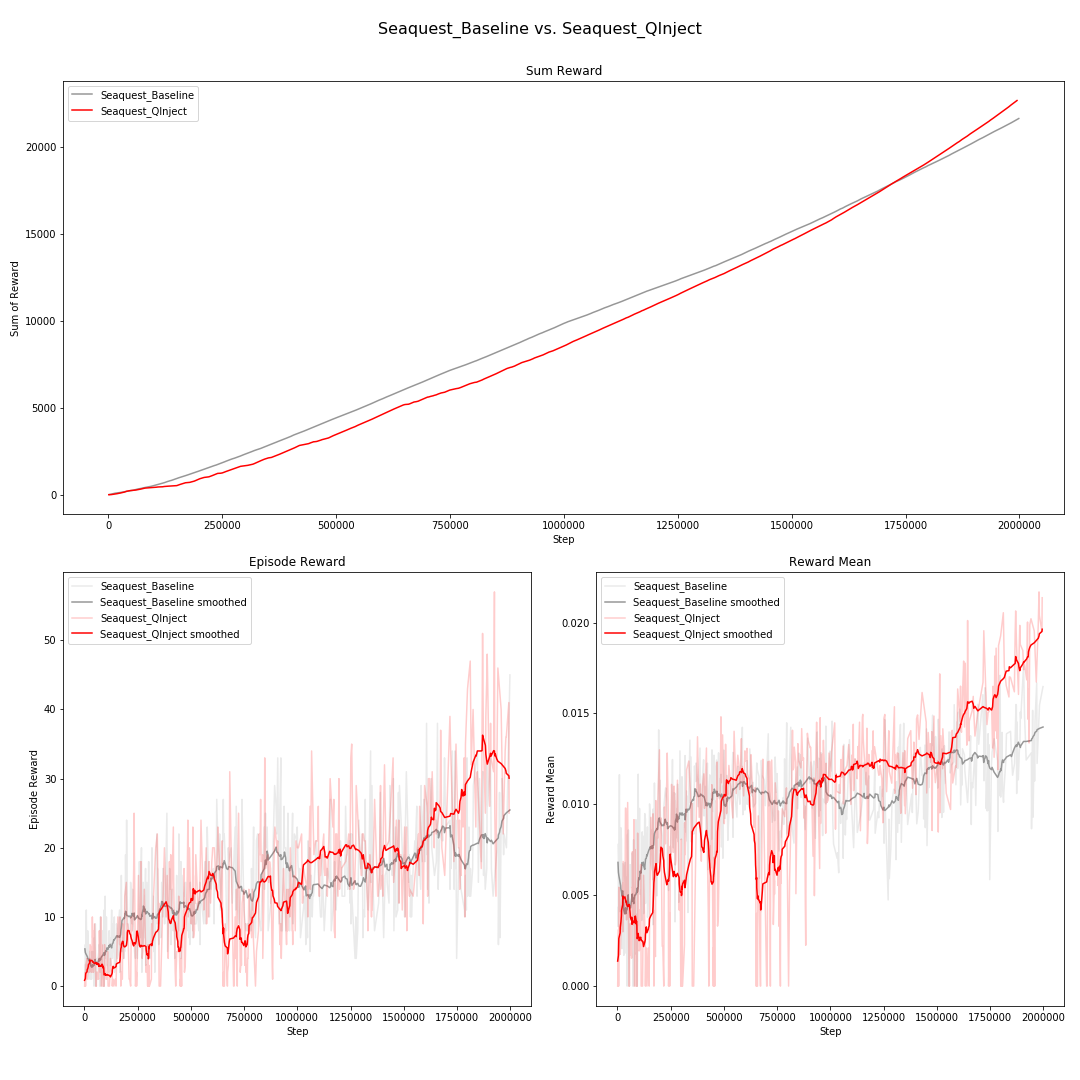 Seaquest_Baseline vs. Seaquest_QInject
Sum Reward
Seaquest_Baseline
Seaquest_QInject
Sum of Reward
20000
15000
10000
5000
0
0 250000 500000 750000 1000000 1250000 1500000 1750000 2000000
Step
Episode Reward
Seaquest_Baseline
Seaquest_Baseline smoothed
Seaquest_QInject
Seaquest_QInject smoothed
Episode Reward
50
40
30
20
10
0
0 250000 500000 750000 1000000 1250000 1500000 1750000 2000000
Step
Reward Mean
Seaquest_Baseline
Seaquest_Baseline smoothed
Seaquest_QInject
Seaquest_QInject smoothed
Reward Mean
0.020
0.015
0.010
0.005
0.000
0 250000 500000 750000 1000000 1250000 1500000 1750000 2000000
Step